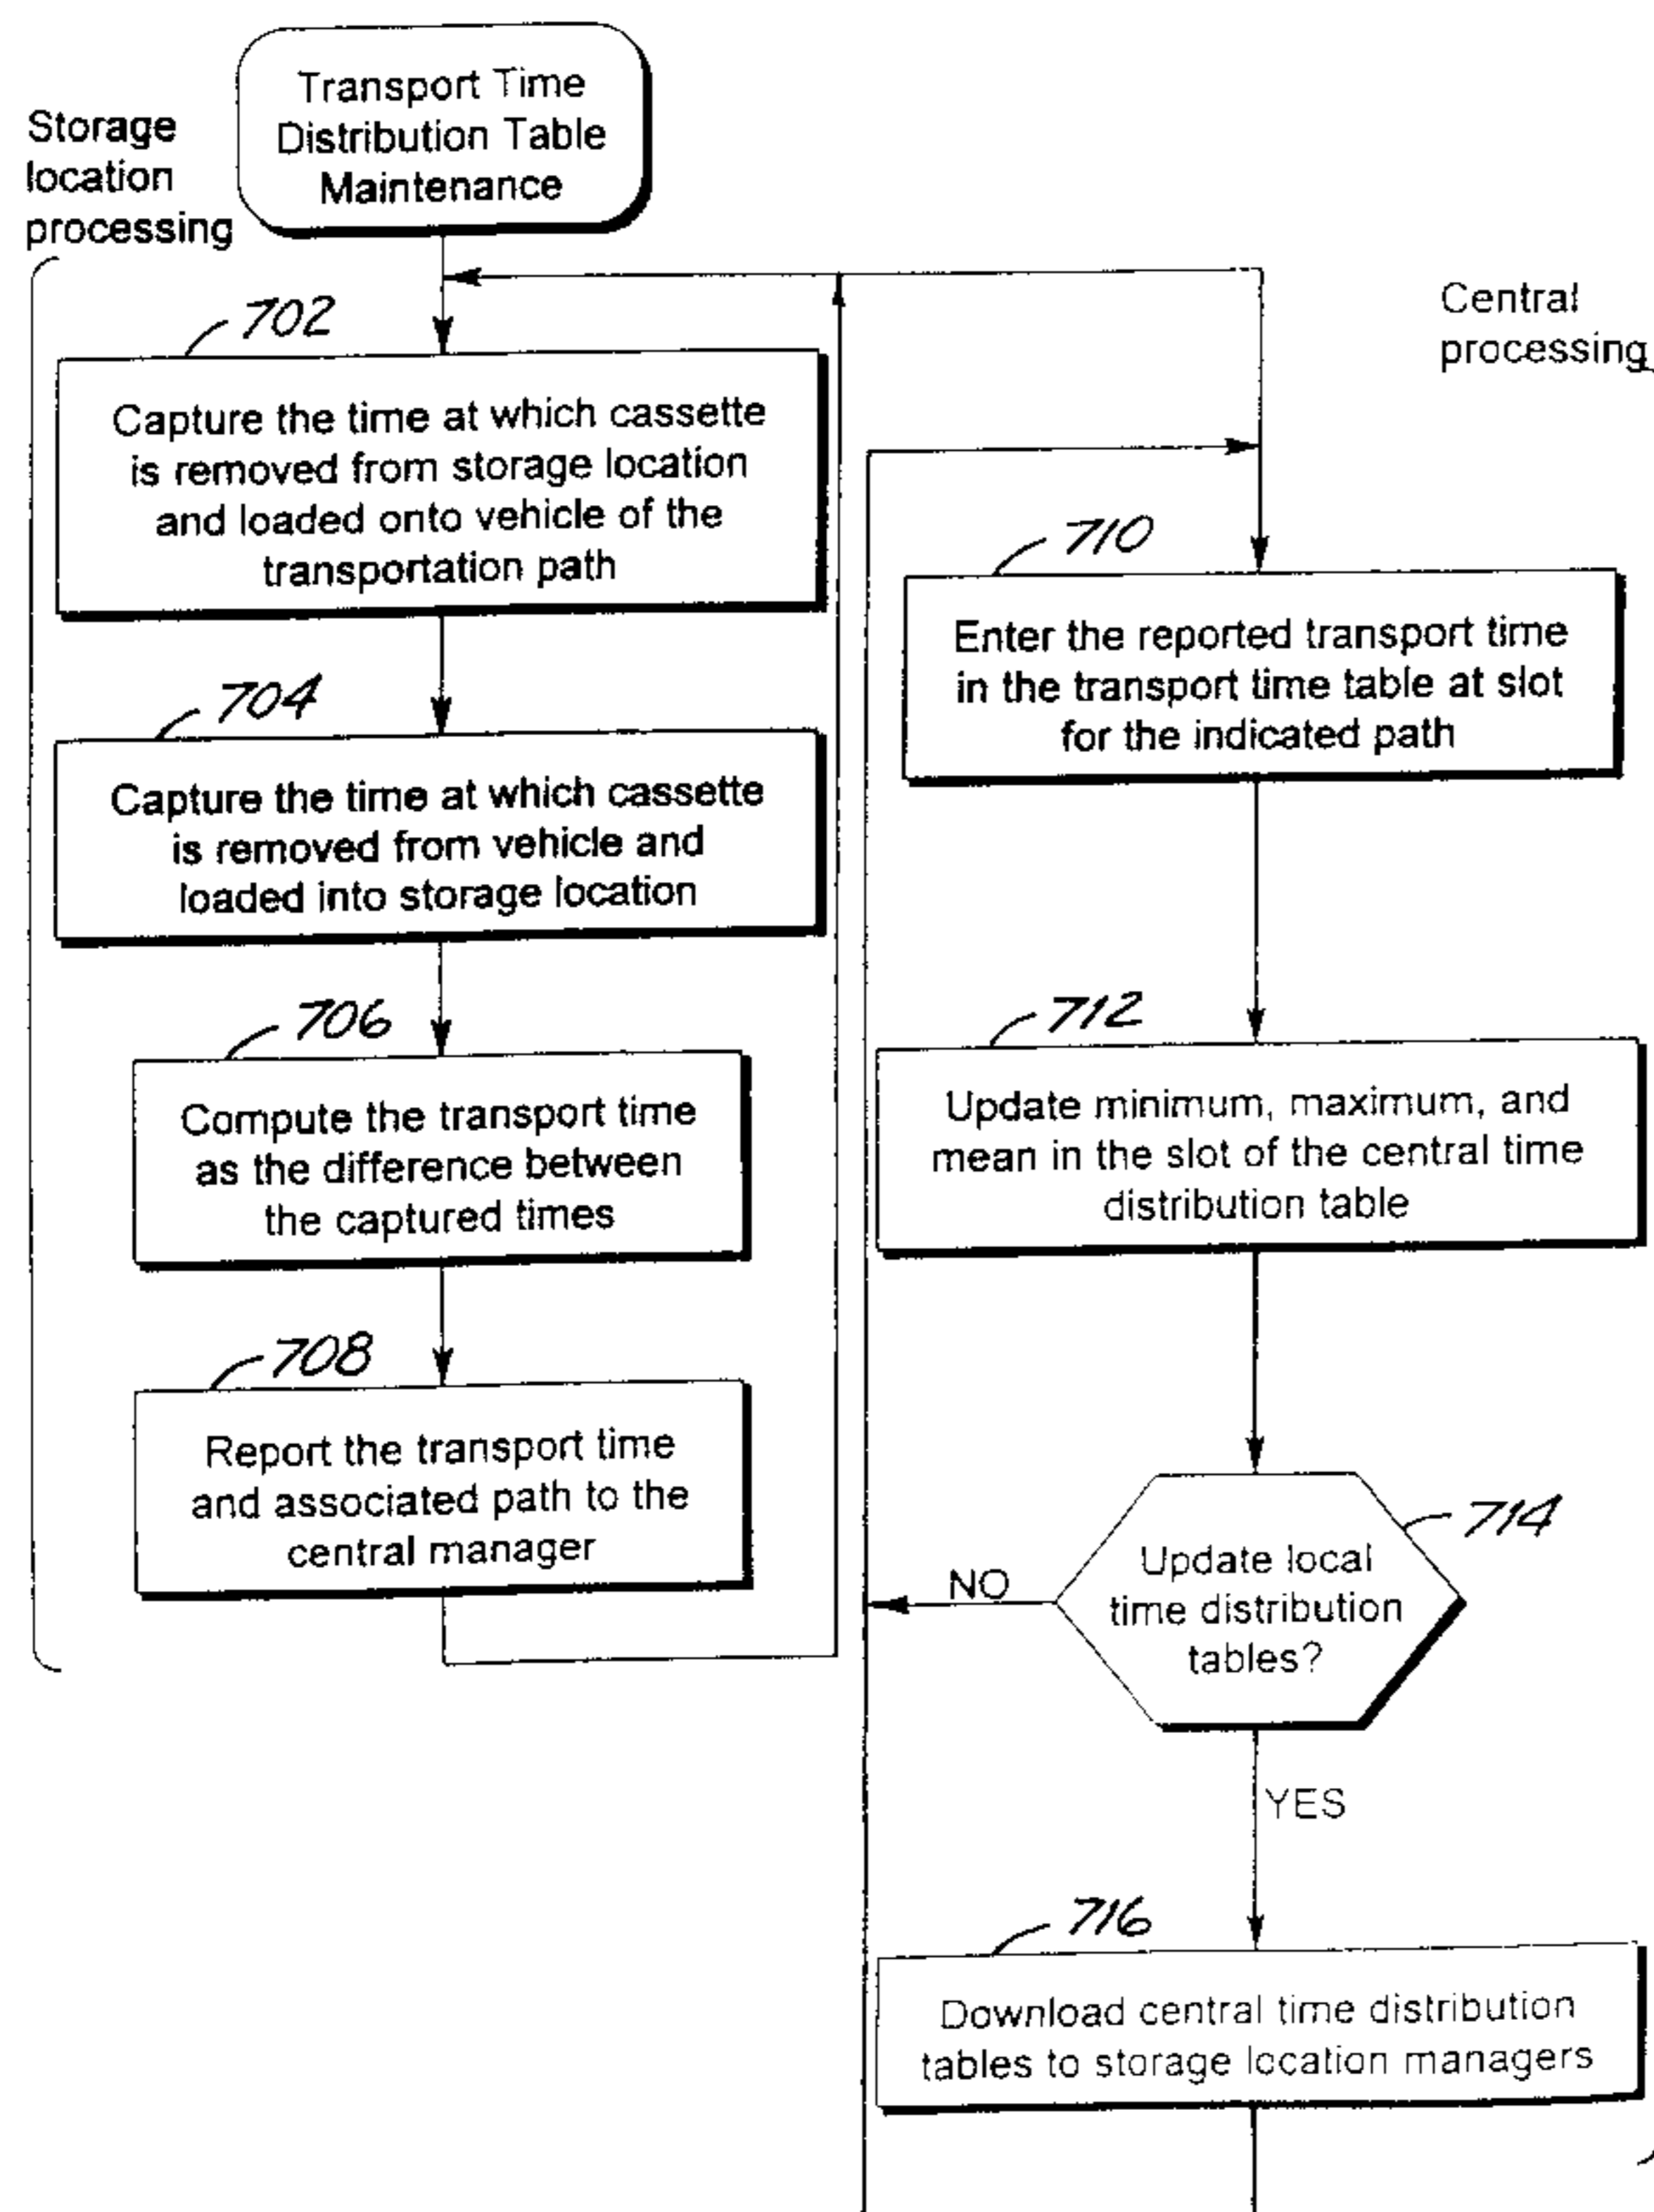 Transport Time
Distribution Table
Maintenance
Storage
location
processing
702
Capture the time at which cassette
is removed from storage location
and loaded onto vehicle of the
transportation path
704
Capture the time at which cassette
is removed from vehicle and
loaded into storage location
706
Compute the transport time
as the difference between
the captured times
708
Report the transport time
and associated path to the
central manager
Central
processing
710
Enter the reported transport time
in the transport time table at slot
for the indicated path
712
Update minimum, maximum, and
mean in the slot of the central time
distribution table
714
Update local
time distribution
tables?
NO
YES
716
Download central time distribution
tables to storage location managers